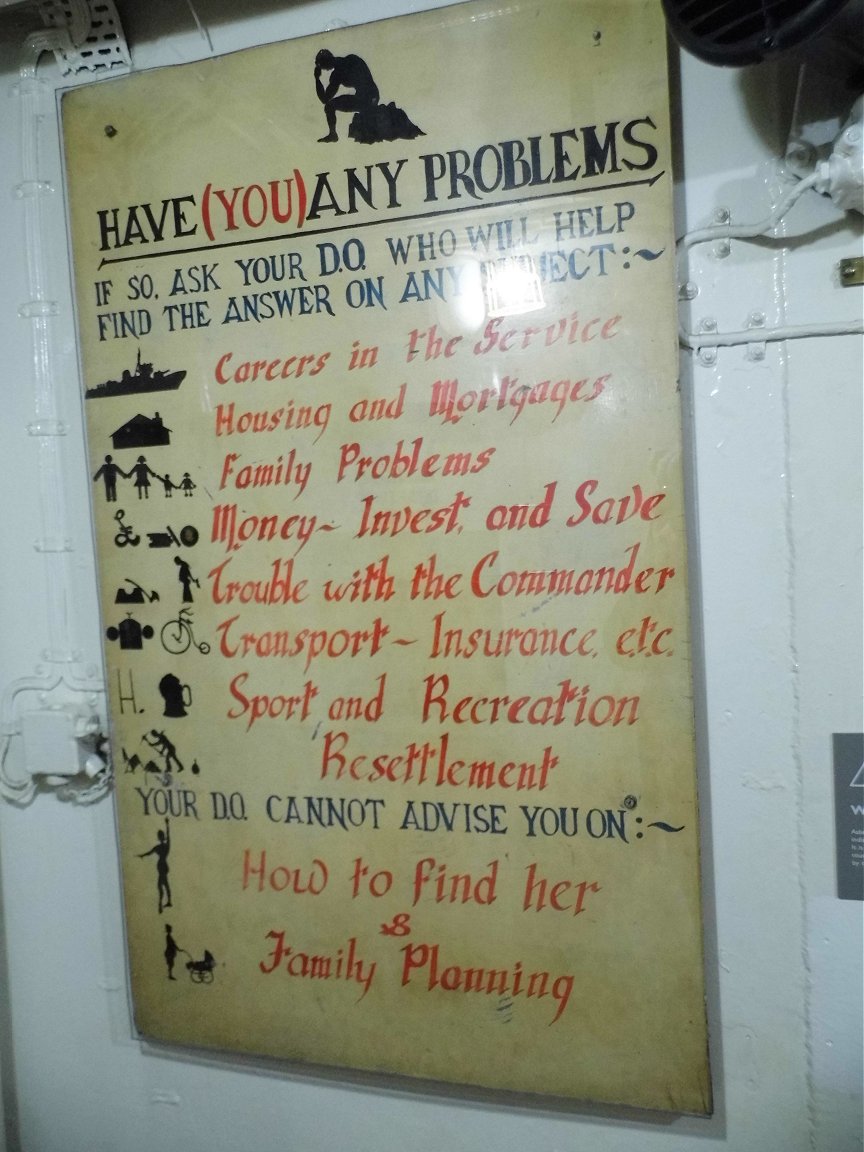 HAVE (YOU) ANY PROBLEMS
IF SO, ASK YOUR D.O. WHO WILL HELP
FIND THE ANSWER ON ANY SUBJECT:~
Careers in the Service
Housing and Mortgages
Family Problems
Money~ Invest, and Save
Trouble with the Commander
Transport~ Insurance, etc.
H. Sport and Recreation
Resettlement
YOUR D.O. CANNOT ADVISE YOU ON:~
How to find her
&
Family Planning